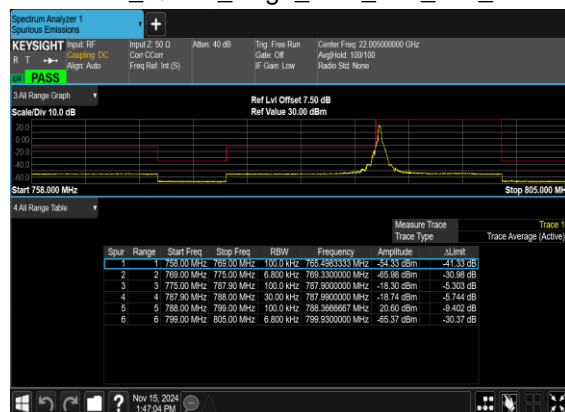 Spectrum Analyzer 1
Spurious Emissions
KEYSIGHT Input: RF Input Z: 50 Ω Atten: 40 dB Trig: Free Run Center Freq: 22.005000000 GHz
R T Coupling: DC Corr CCorr Gate: Off Avg|Hold: 100/100
Align: Auto Freq Ref: Int (S) IF Gain: Low Radio Std: None
LW PASS
3 All Range Graph
Ref Lvl Offset 7.50 dB
Scale/Div 10.0 dB Ref Value 30.00 dBm
20.0
0.00
-20.0
-40.0
-60.0
Start 758.000 MHz Stop 805.000 MH
4 All Range Table
Measure Trace Trace 1
Trace Type Trace Average (Active)
Spur Range Start Freq Stop Freq RBW Frequency Amplitude ΔLimit
1 1 758.00 MHz 769.00 MHz 100.0 kHz 765.4983333 MHz -54.33 dBm -41.33 dB
2 2 769.00 MHz 775.00 MHz 6.800 kHz 769.3300000 MHz -65.98 dBm -30.98 dB
3 3 775.00 MHz 787.90 MHz 100.0 kHz 787.9000000 MHz -18.30 dBm -5.303 dB
4 4 787.90 MHz 788.00 MHz 30.00 kHz 787.9900000 MHz -18.74 dBm -5.744 dB
5 5 788.00 MHz 799.00 MHz 100.0 kHz 788.3666667 MHz 20.60 dBm -9.402 dB
6 6 799.00 MHz 805.00 MHz 6.800 kHz 799.9300000 MHz -65.37 dBm -30.37 dB
Nov 15, 2024
1:47:04 PM